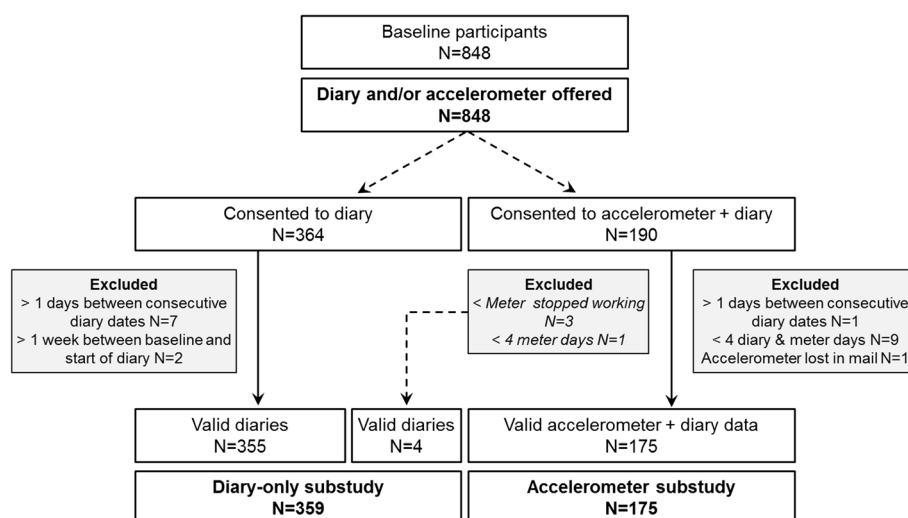 Baseline participants
N=848
Diary and/or accelerometer offered
N=848
Consented to diary
N=364
Consented to accelerometer + diary
N=190
Excluded
> 1 days between consecutive
diary dates N=7
> 1 week between baseline and
start of diary N=2
Excluded
< Meter stopped working
N=3
< 4 meter days N=1
Excluded
> 1 days between consecutive
diary dates N=1
< 4 diary & meter days N=9
Accelerometer lost in mail N=1
Valid diaries
N=355
Valid diaries
N=4
Valid accelerometer + diary data
N=175
Diary-only substudy
N=359
Accelerometer substudy
N=175